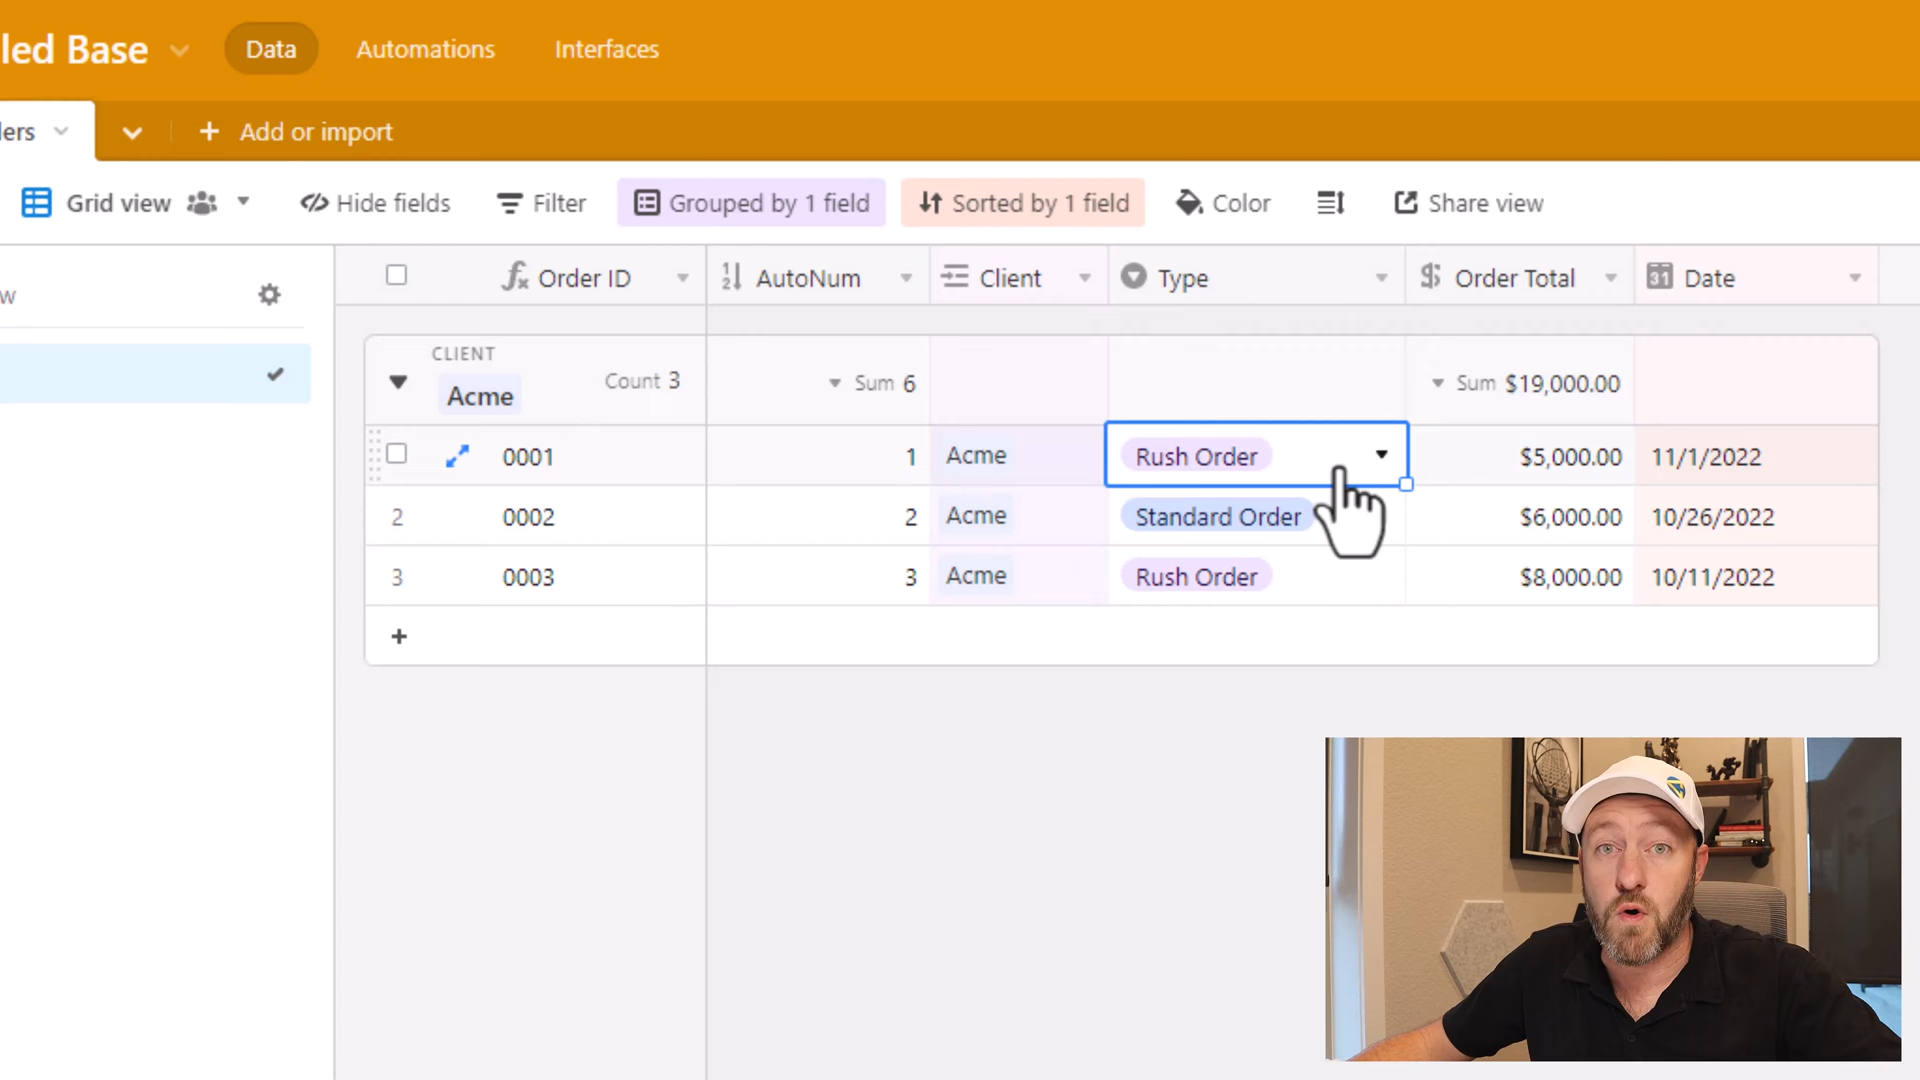 led Base Data Automations Interfaces
ders + Add or import
Grid view Hide fields Filter Grouped by 1 field Sorted by 1 field Color Share view
w
Order ID AutoNum Client Type Order Total 31 Date
CLIENT
Acme Count 3 Sum 6 Sum $19,000.00
0001 1 Acme Rush Order $5,000.00 11/1/2022
2 0002 2 Acme Standard Order $6,000.00 10/26/2022
3 0003 3 Acme Rush Order $8,000.00 10/11/2022
+